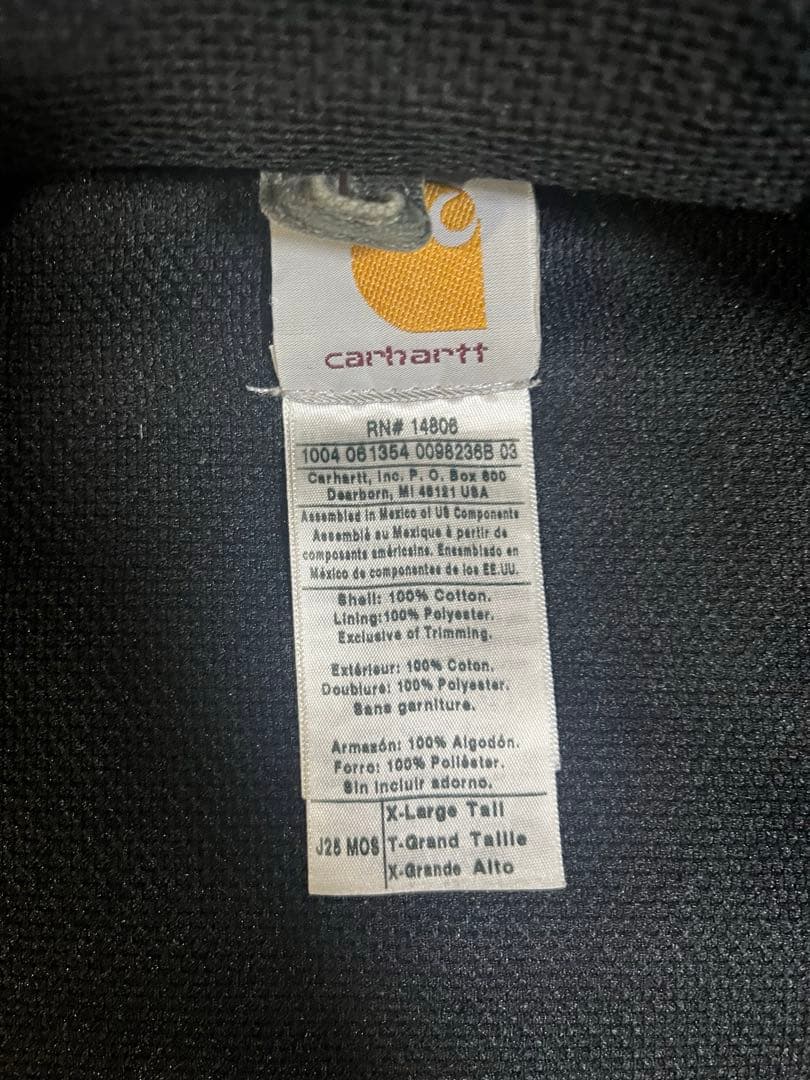 carhartt
RN# 14806
1004 061354 0098236B 03
Carhartt, Inc. P. O. Box 600
Dearborn, MI 48121 USA
Assembled in Mexico of US Components
Assemblé au Mexique à partir de
composants américains. Ensamblado en
México de componentes de los EE.UU.
Shell: 100% Cotton.
Lining:100% Polyester.
Exclusive of Trimming.
Extérieur: 100% Coton.
Doublure: 100% Polyester.
Sans garniture.
Armazón: 100% Algodón.
Forro: 100% Poliéster.
Sin incluir adorno.
J26 MOS
X-Large Tall
T-Grand Taille
X-Grande Alto